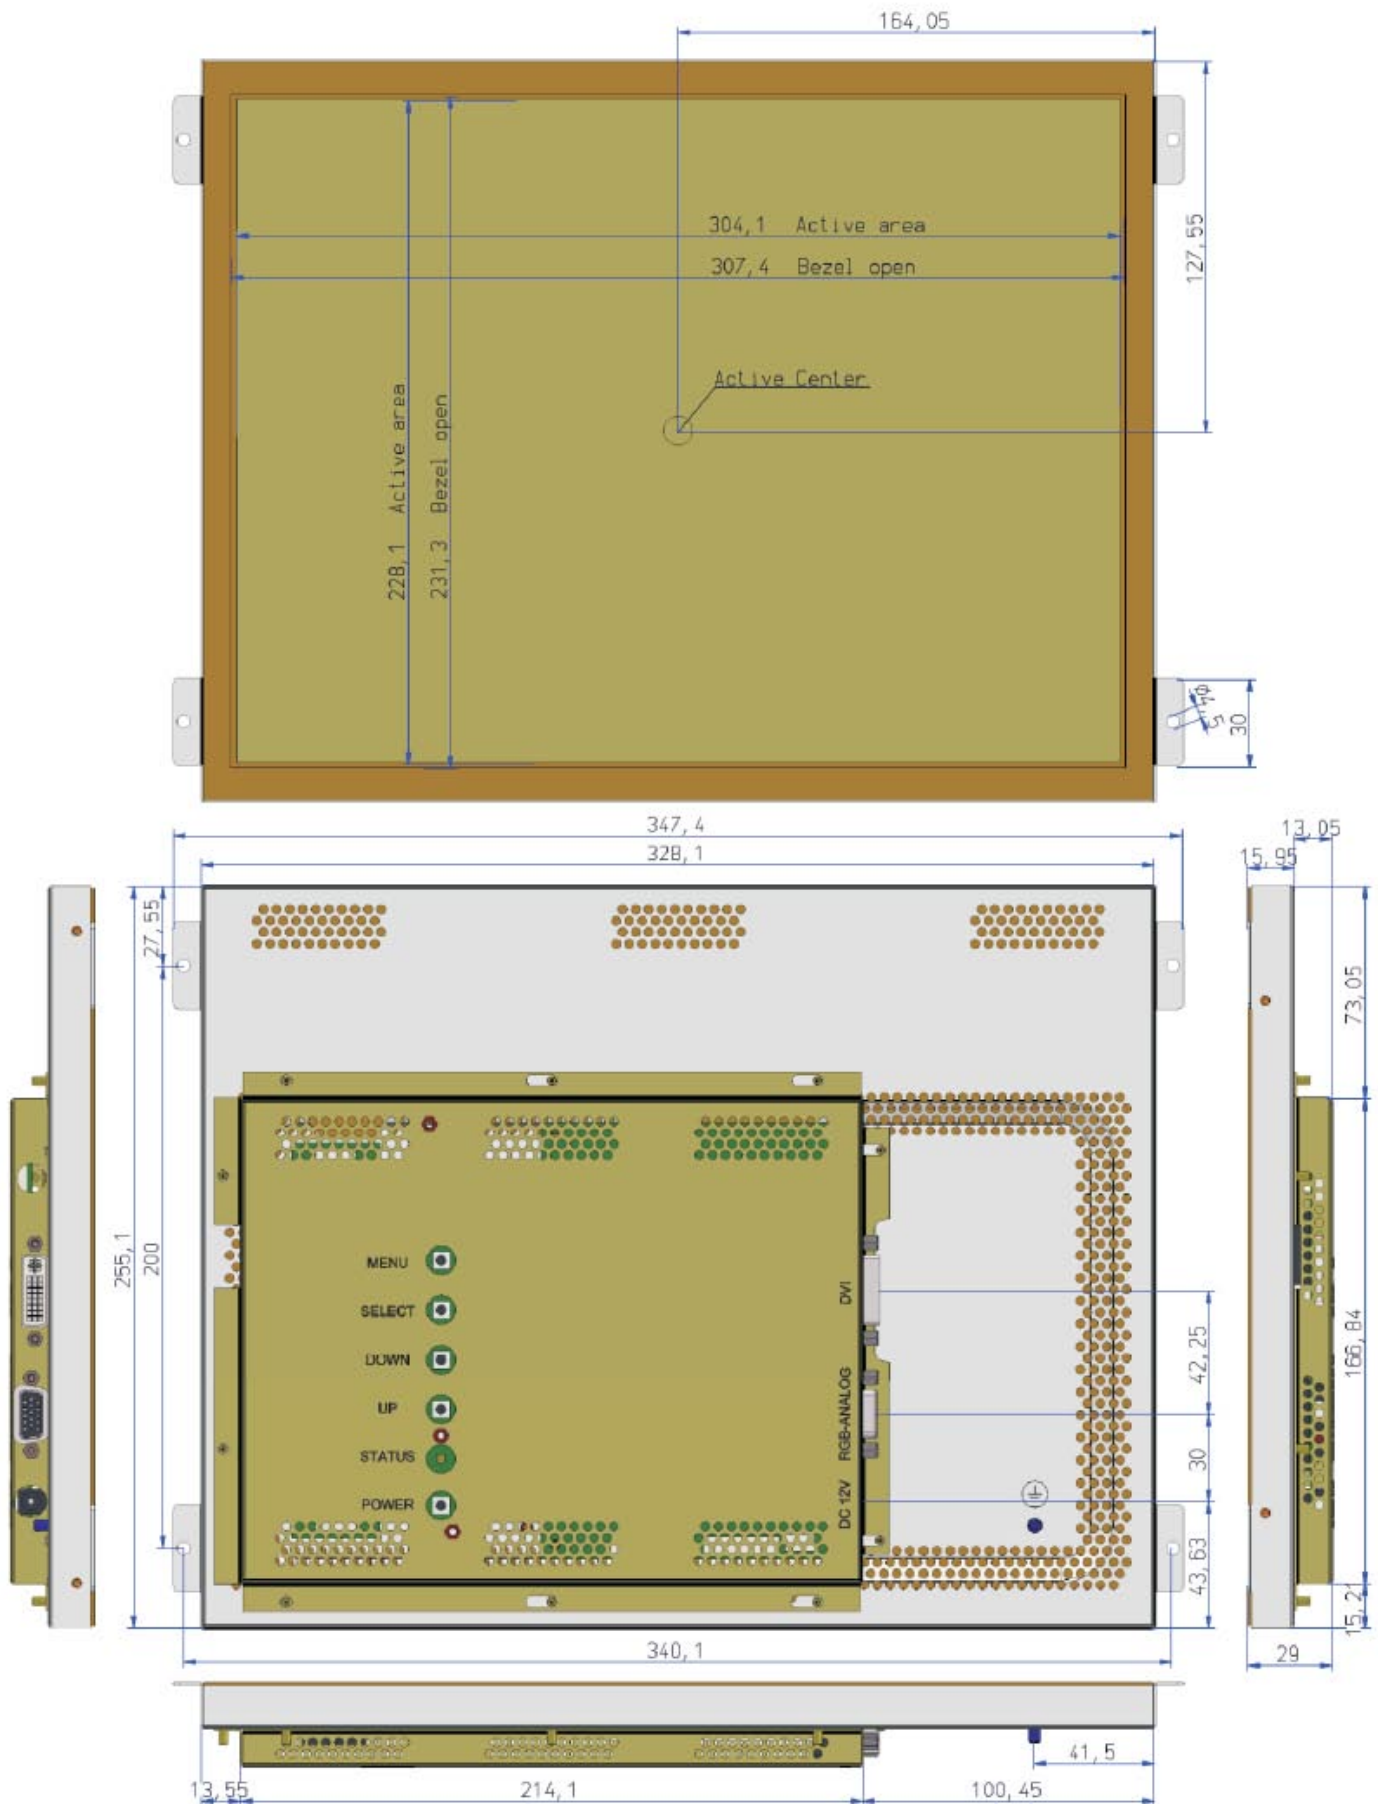 164,05
127,55
304,1 Active area
307,4 Bezel open
Active Center
228,1 Active area
231,3 Bezel open
Φ4,5
30
347,4
328,1
13,05
15,95
27,55
73,05
255,1
200
MENU
SELECT
DOWN
UP
STATUS
POWER
DVI
RGB-ANALOG
DC 12V
42,25
30
43,63
166,84
15,21
340,1
29
41,5
13,55
214,1
100,45